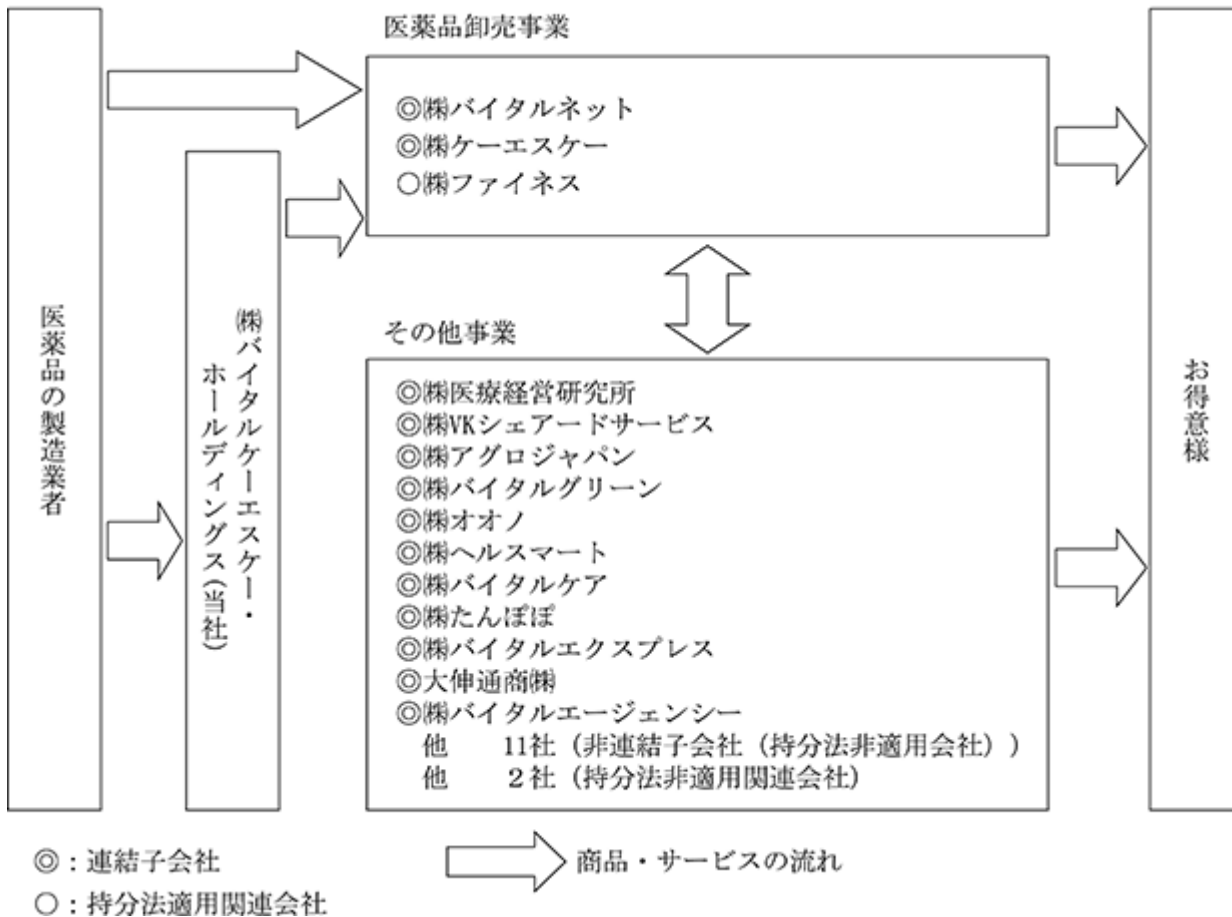 医薬品の製造業者
㈱バイタルケーエスケー・
ホールディングス(当社)
医薬品卸売事業
◎㈱バイタルネット
◎㈱ケーエスケー
○㈱ファイネス
その他事業
◎㈱医療経営研究所
◎㈱VKシェアードサービス
◎㈱アグロジャパン
◎㈱バイタルグリーン
◎㈱オオノ
◎㈱ヘルスマート
◎㈱バイタルケア
◎㈱たんぽぽ
◎㈱バイタルエクスプレス
◎大伸通商㈱
◎㈱バイタルエージェンシー
他　　11社（非連結子会社（持分法非適用会社））
他　　２社（持分法非適用関連会社）
お得意様
◎：連結子会社
○：持分法適用関連会社
商品・サービスの流れ